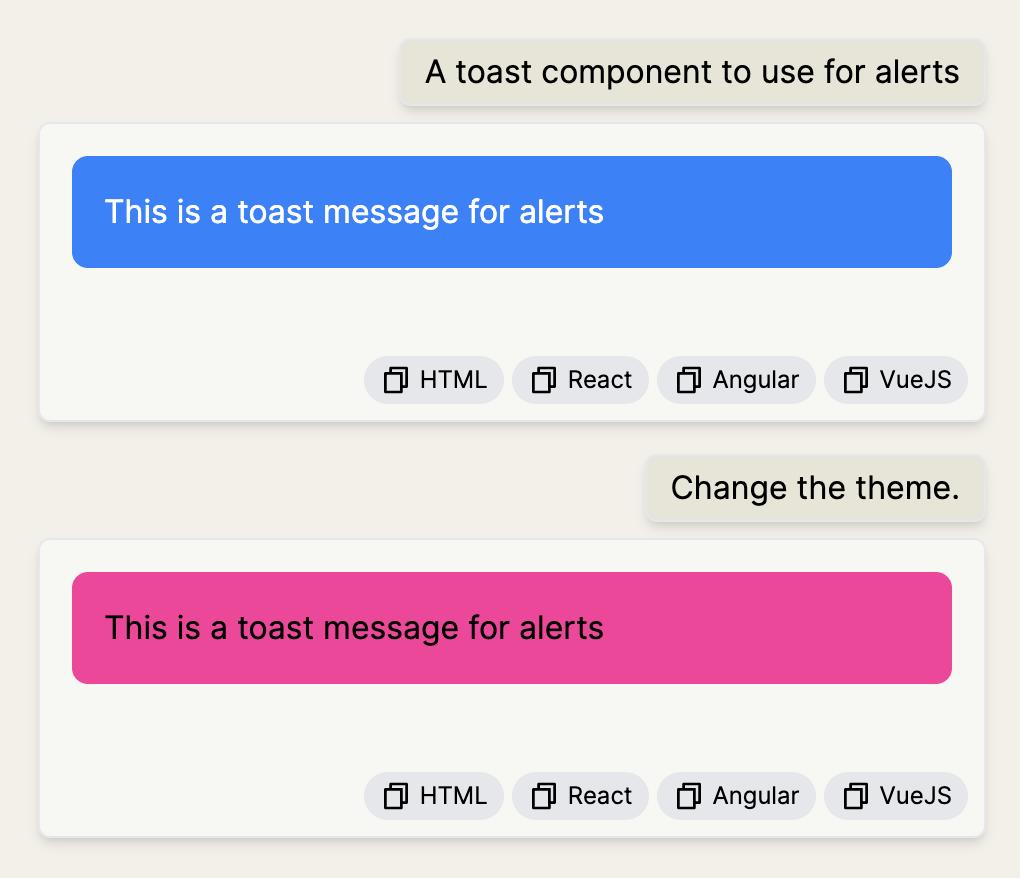 A toast component to use for alerts
This is a toast message for alerts
HTML React Angular VueJS
Change the theme.
This is a toast message for alerts
HTML React Angular VueJS